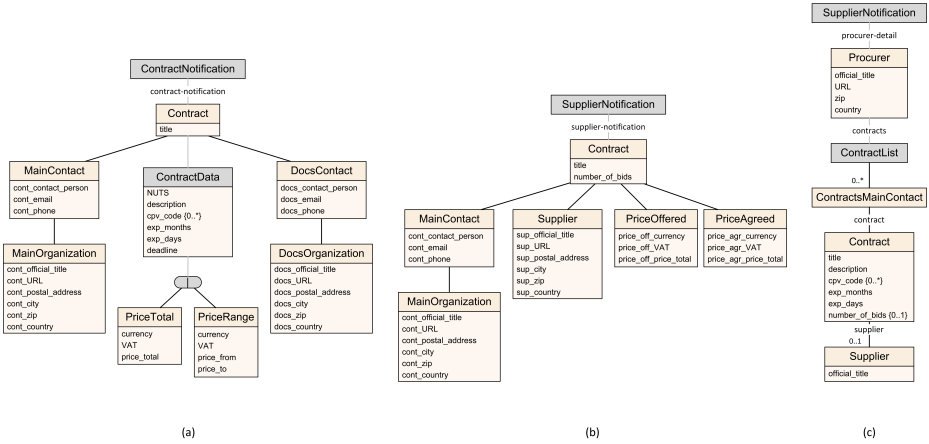 ContractNotification
contract-notification
Contract
title
MainContact
cont_contact_person
cont_email
cont_phone
MainOrganization
cont_official_title
cont_URL
cont_postal_address
cont_city
cont_zip
cont_country
ContractData
NUTS
description
cpv_code {0..*}
exp_months
exp_days
deadline
PriceTotal
currency
VAT
price_total
PriceRange
currency
VAT
price_from
price_to
DocsContact
docs_contact_person
docs_email
docs_phone
DocsOrganization
docs_official_title
docs_URL
docs_postal_address
docs_city
docs_zip
docs_country
(a)
SupplierNotification
supplier-notification
Contract
title
number_of_bids
MainContact
cont_contact_person
cont_email
cont_phone
MainOrganization
cont_official_title
cont_URL
cont_postal_address
cont_city
cont_zip
cont_country
Supplier
sup_official_title
sup_URL
sup_postal_address
sup_city
sup_zip
sup_country
PriceOffered
price_off_currency
price_off_VAT
price_off_price_total
PriceAgreed
price_agr_currency
price_agr_VAT
price_agr_price_total
(b)
SupplierNotification
procurer-detail
Procurer
official_title
URL
zip
country
contracts
ContractList
0..*
ContractsMainContact
contract
Contract
title
description
cpv_code {0..*}
exp_months
exp_days
number_of_bids {0..1}
supplier
0..1
Supplier
official_title
(c)